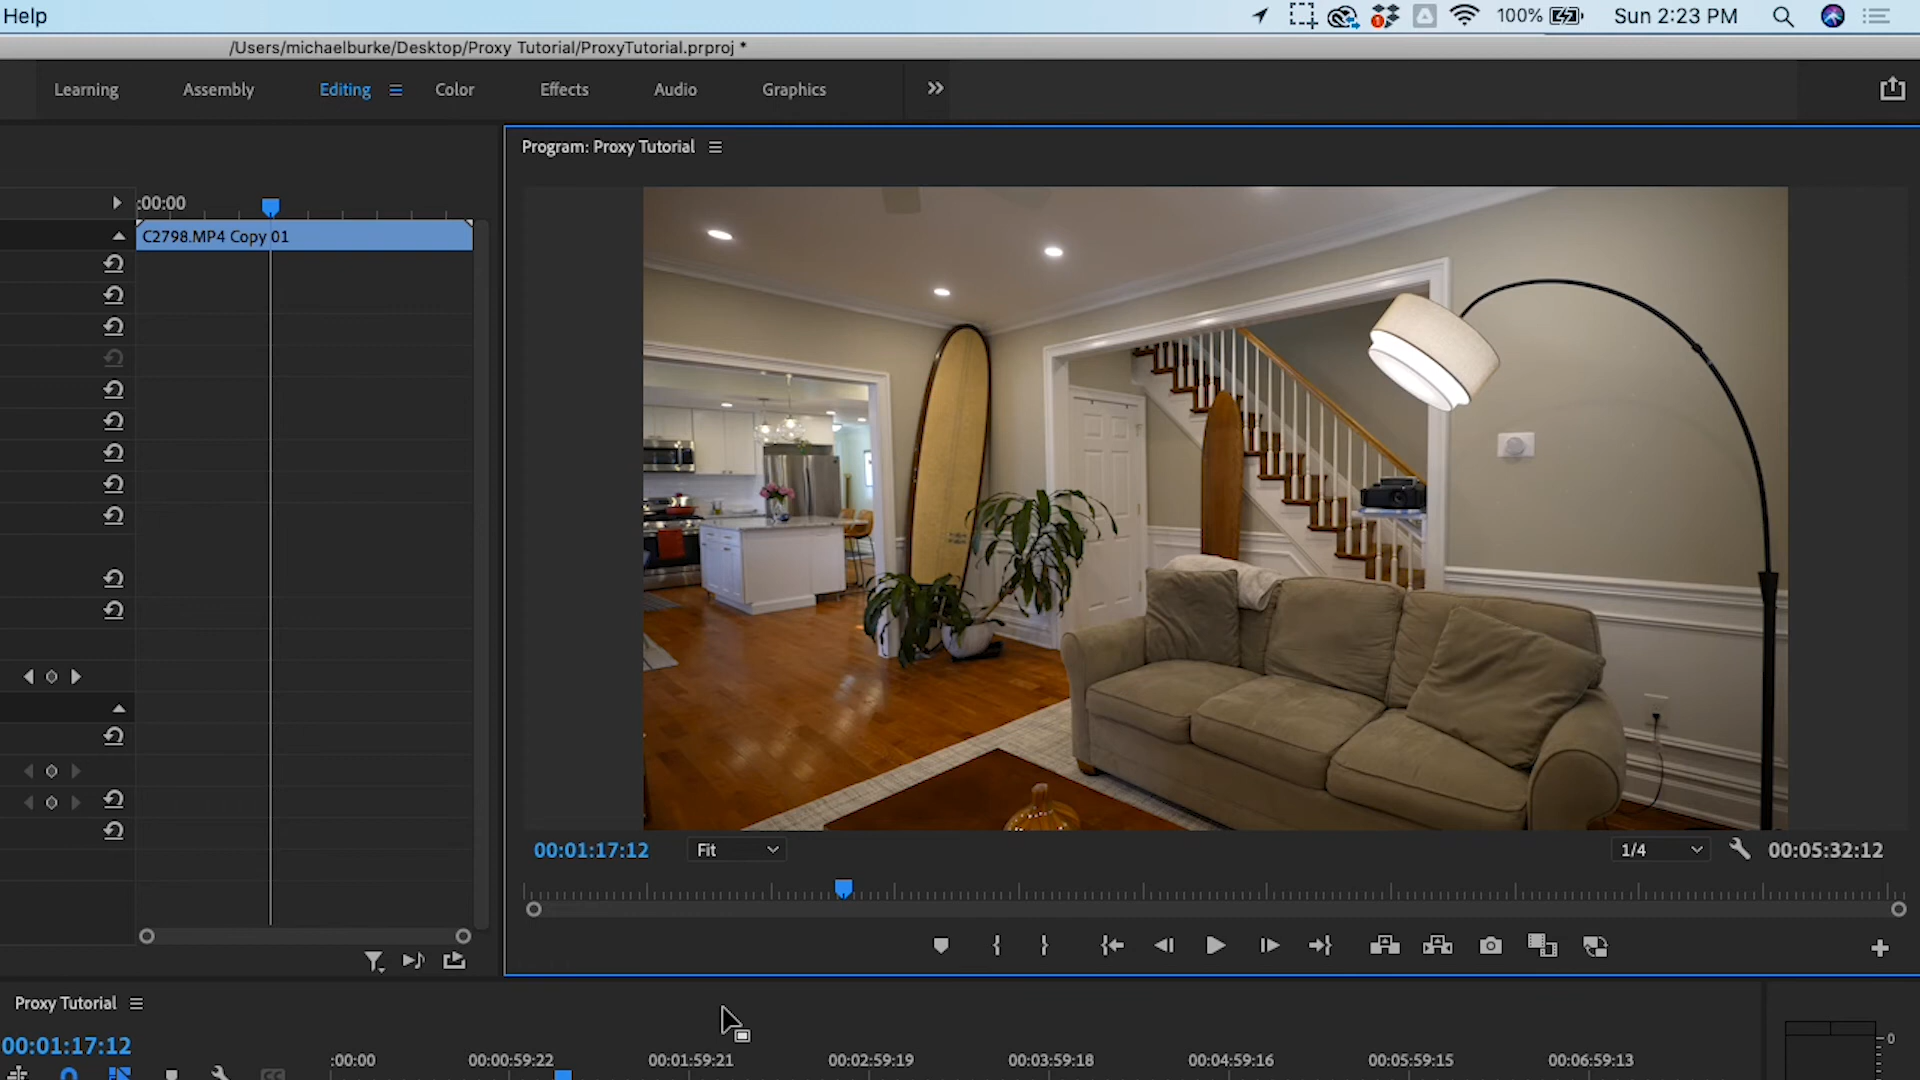 Help
100%
Sun 2:23 PM
/Users/michaelburke/Desktop/Proxy Tutorial/ProxyTutorial.prproj *
Learning
Assembly
Editing
Color
Effects
Audio
Graphics
Program: Proxy Tutorial
:00:00
C2798.MP4 Copy 01
00:01:17:12
Fit
1/4
00:05:32:12
Proxy Tutorial
00:01:17:12
:00:00
00:00:59:22
00:01:59:21
00:02:59:19
00:03:59:18
00:04:59:16
00:05:59:15
00:06:59:13
0